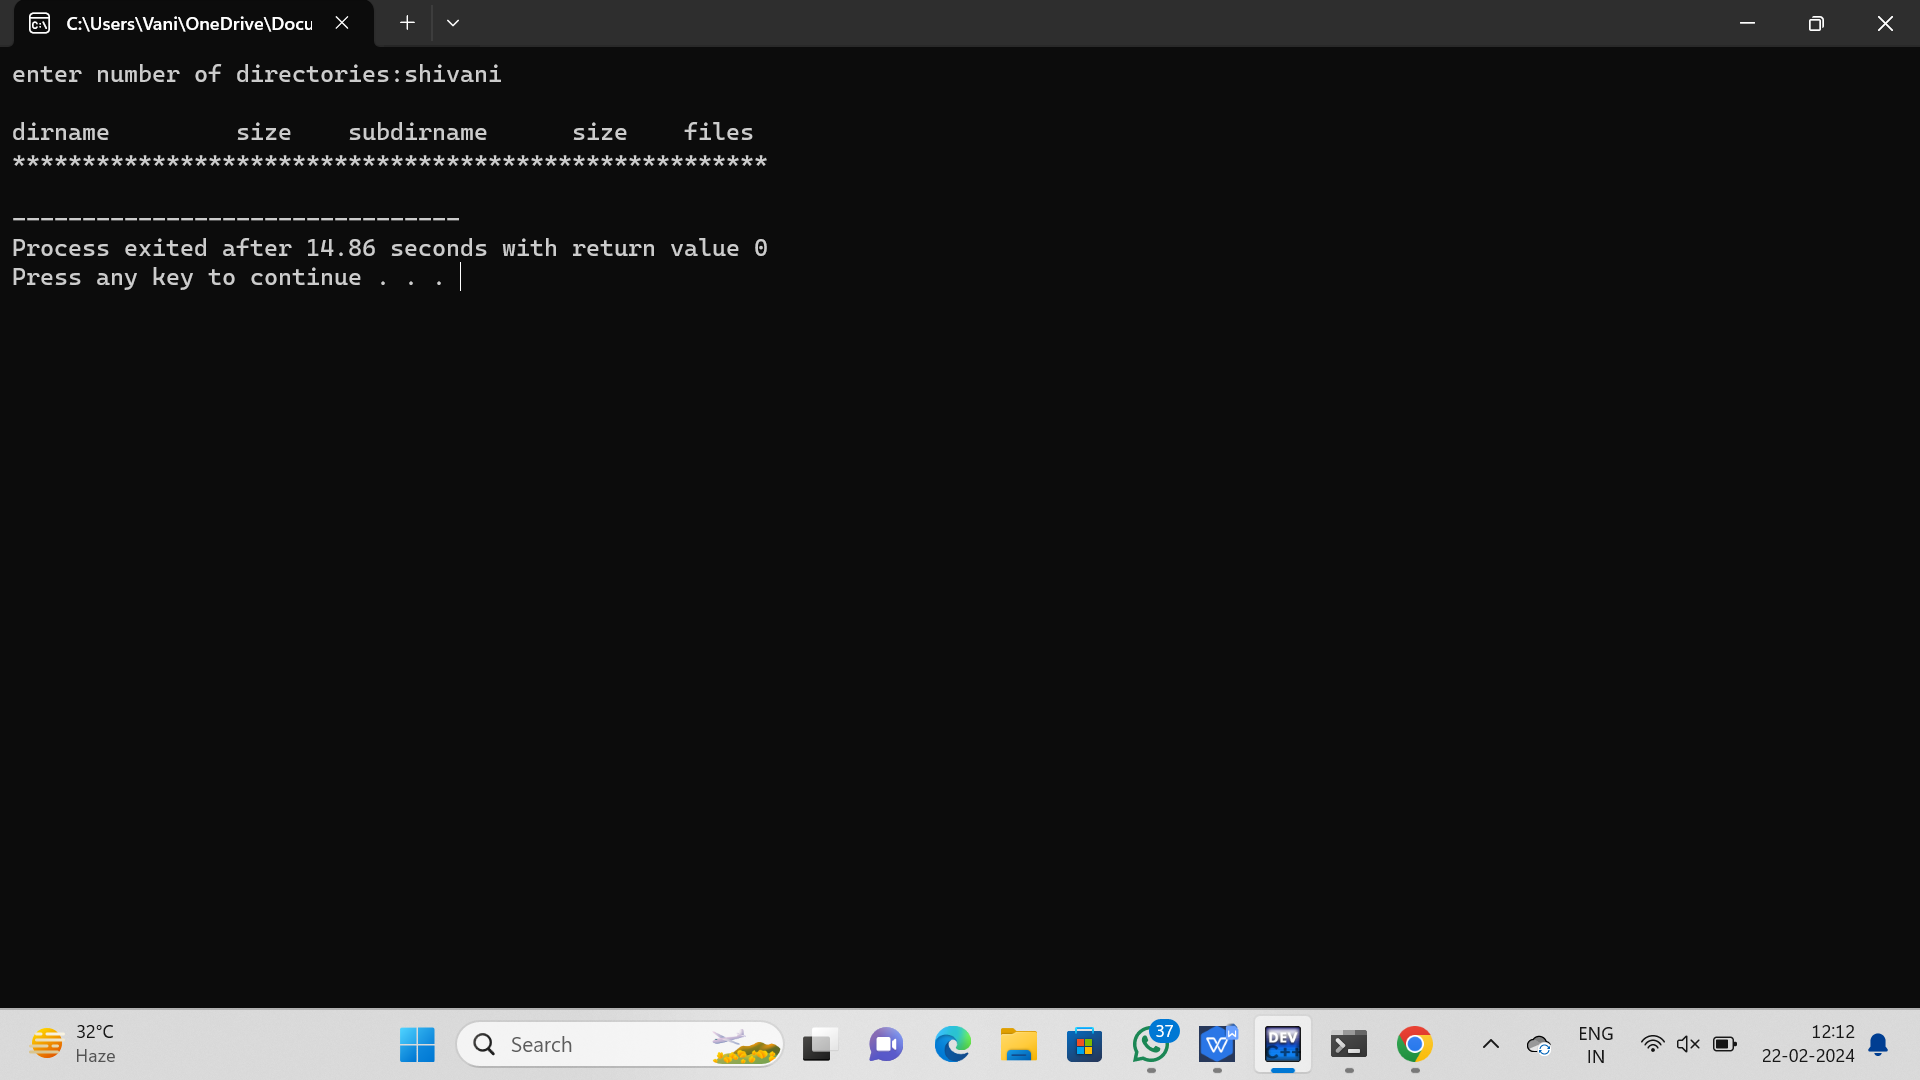 C:\Users\Vani\OneDrive\Docu
enter number of directories:shivani
dirname size subdirname size files
******************************************************
--------------------------------
Process exited after 14.86 seconds with return value 0
Press any key to continue . . .
32°C
Haze
Search
37
DEV
C++
ENG
IN
12:12
22-02-2024